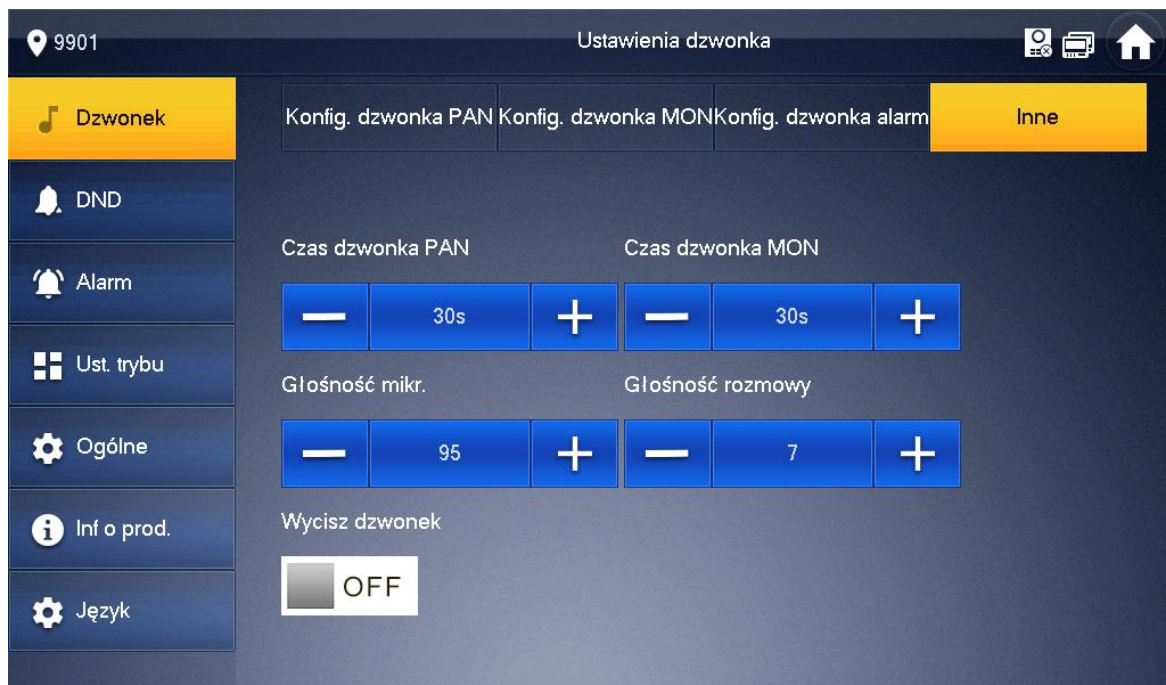 9901
Ustawienia dzwonka
Dzwonek
Konfig. dzwonka PAN
Konfig. dzwonka MON
Konfig. dzwonka alarm
Inne
DND
Alarm
Ust. trybu
Ogólne
Inf o prod.
Język
Czas dzwonka PAN
Czas dzwonka MON
30s
30s
Głośność mikr.
Głośność rozmowy
95
7
Wycisz dzwonek
OFF